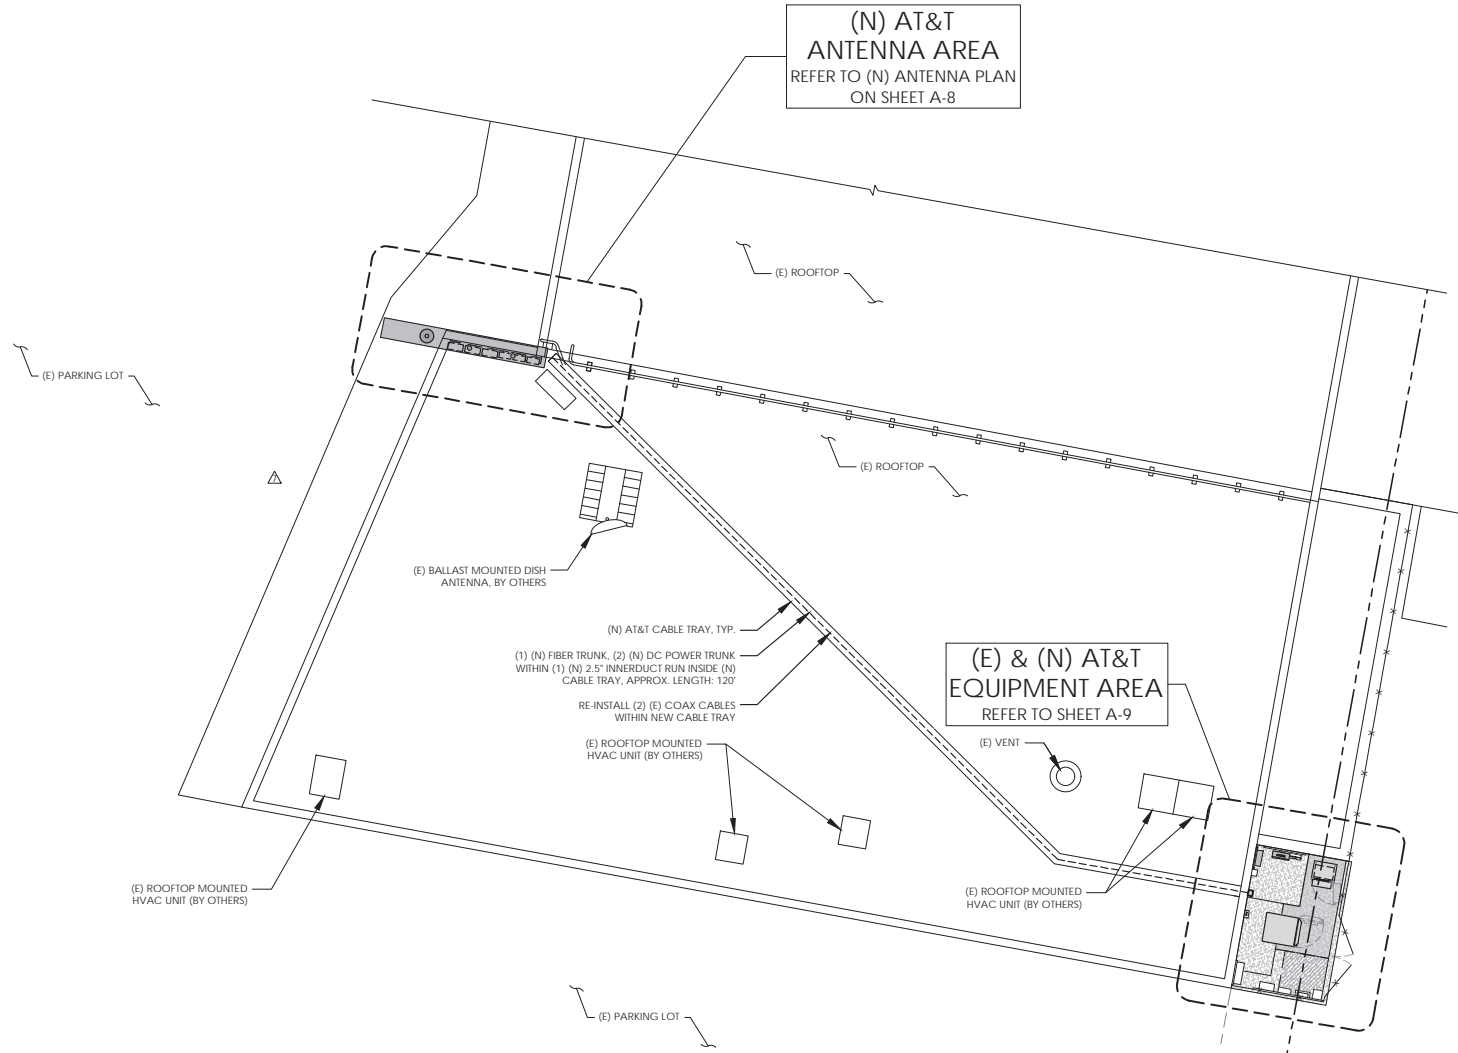 (N) AT&T
ANTENNA AREA
REFER TO (N) ANTENNA PLAN
ON SHEET A-8
(E) ROOFTOP
(E) PARKING LOT
(E) ROOFTOP
(E) BALLAST MOUNTED DISH
ANTENNA, BY OTHERS
(N) AT&T CABLE TRAY, TYP.
(1) (N) FIBER TRUNK, (2) (N) DC POWER TRUNK
WITHIN (1) (N) 2.5" INNERDUCT RUN INSIDE (N)
CABLE TRAY, APPROX. LENGTH: 120'
RE-INSTALL (2) (E) COAX CABLES
WITHIN NEW CABLE TRAY
(E) & (N) AT&T
EQUIPMENT AREA
REFER TO SHEET A-9
(E) ROOFTOP MOUNTED
HVAC UNIT (BY OTHERS)
(E) VENT
(E) ROOFTOP MOUNTED
HVAC UNIT (BY OTHERS)
(E) ROOFTOP MOUNTED
HVAC UNIT (BY OTHERS)
(E) PARKING LOT